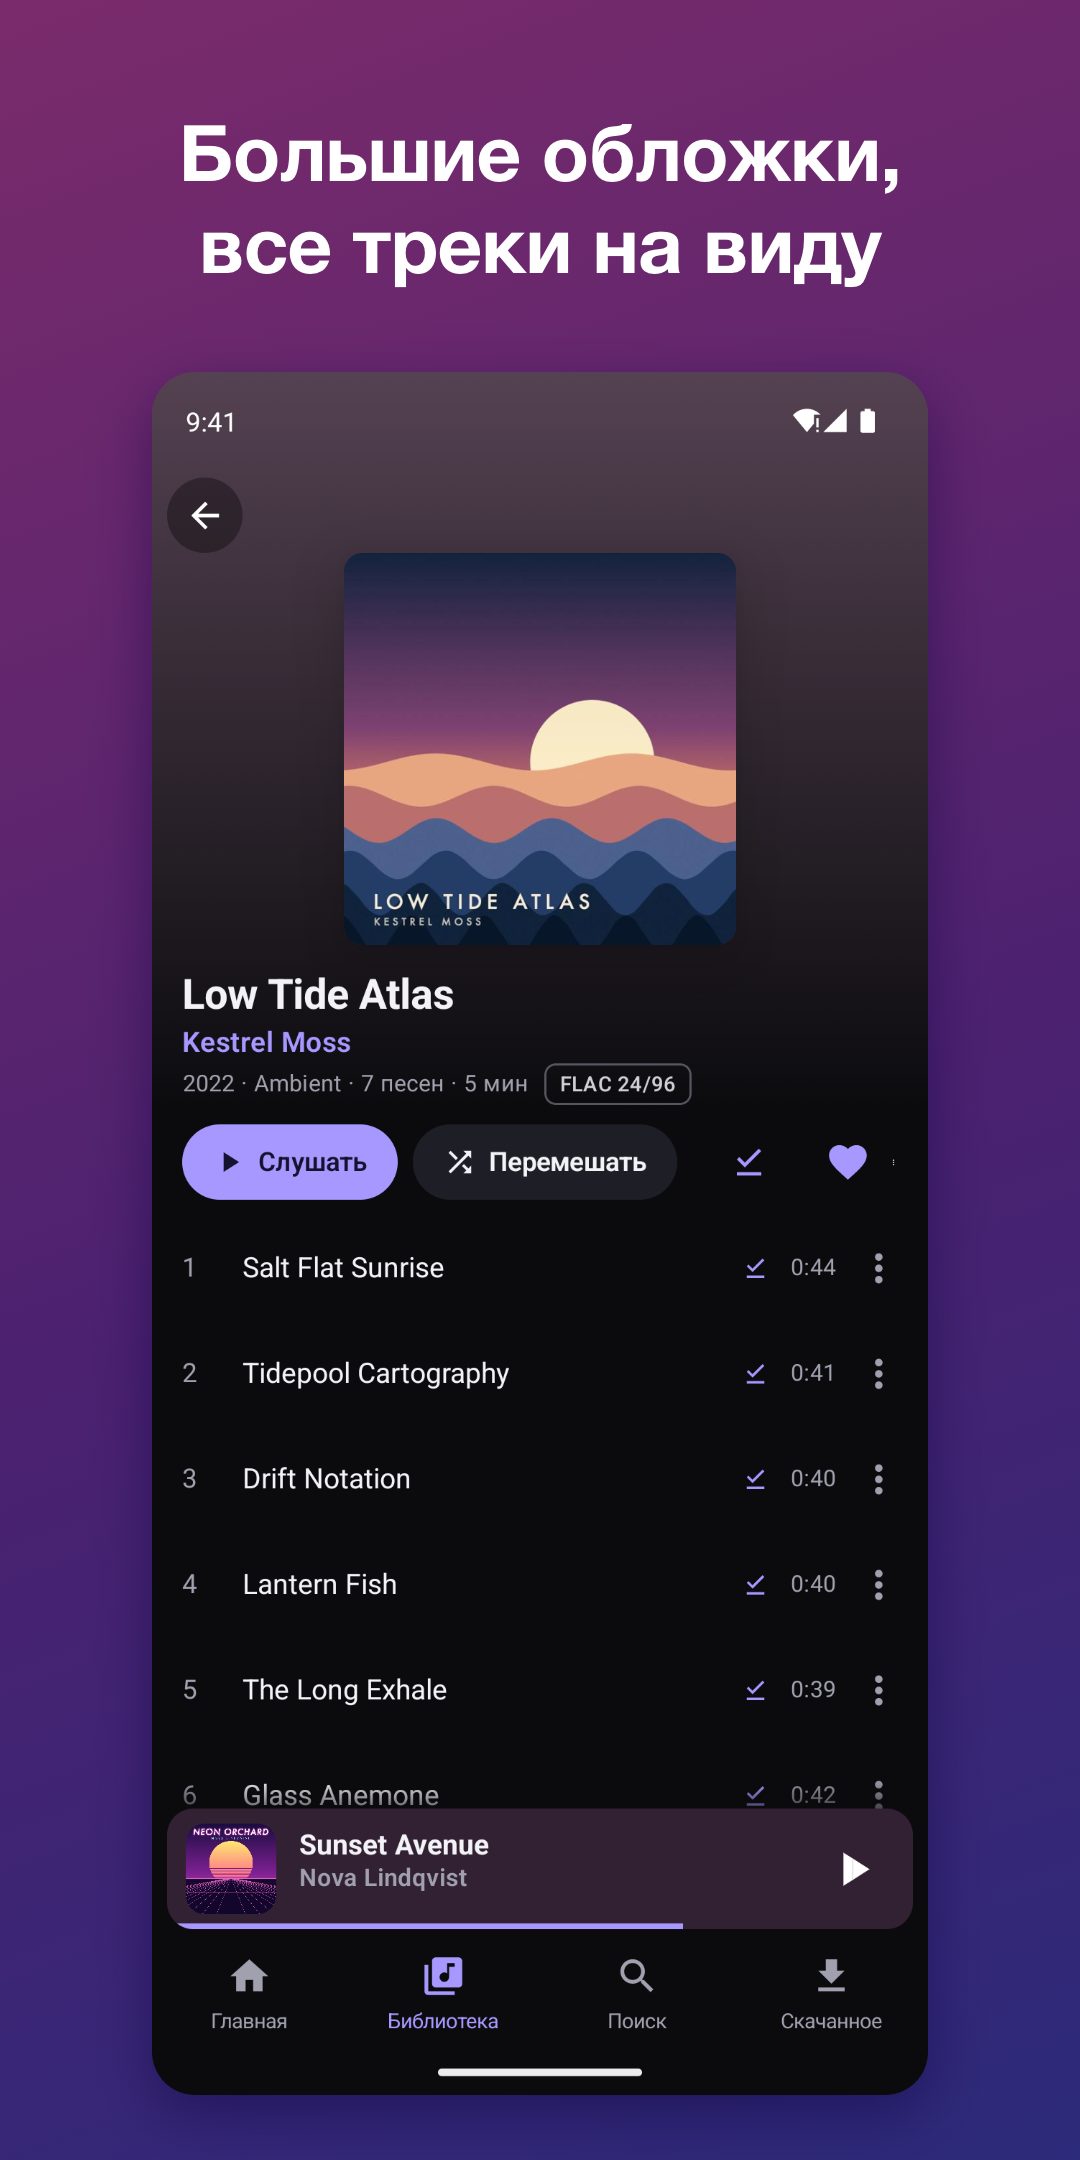 Большие обложки,
все треки на виду
9:41
LOW TIDE ATLAS
KESTREL MOSS
Low Tide Atlas
Kestrel Moss
2022 · Ambient · 7 песен · 5 мин FLAC 24/96
Слушать Перемешать
1 Salt Flat Sunrise 0:44
2 Tidepool Cartography 0:41
3 Drift Notation 0:40
4 Lantern Fish 0:40
5 The Long Exhale 0:39
6 Glass Anemone 0:42
NEON ORCHARD
Sunset Avenue
Nova Lindqvist
Главная Библиотека Поиск Скачанное